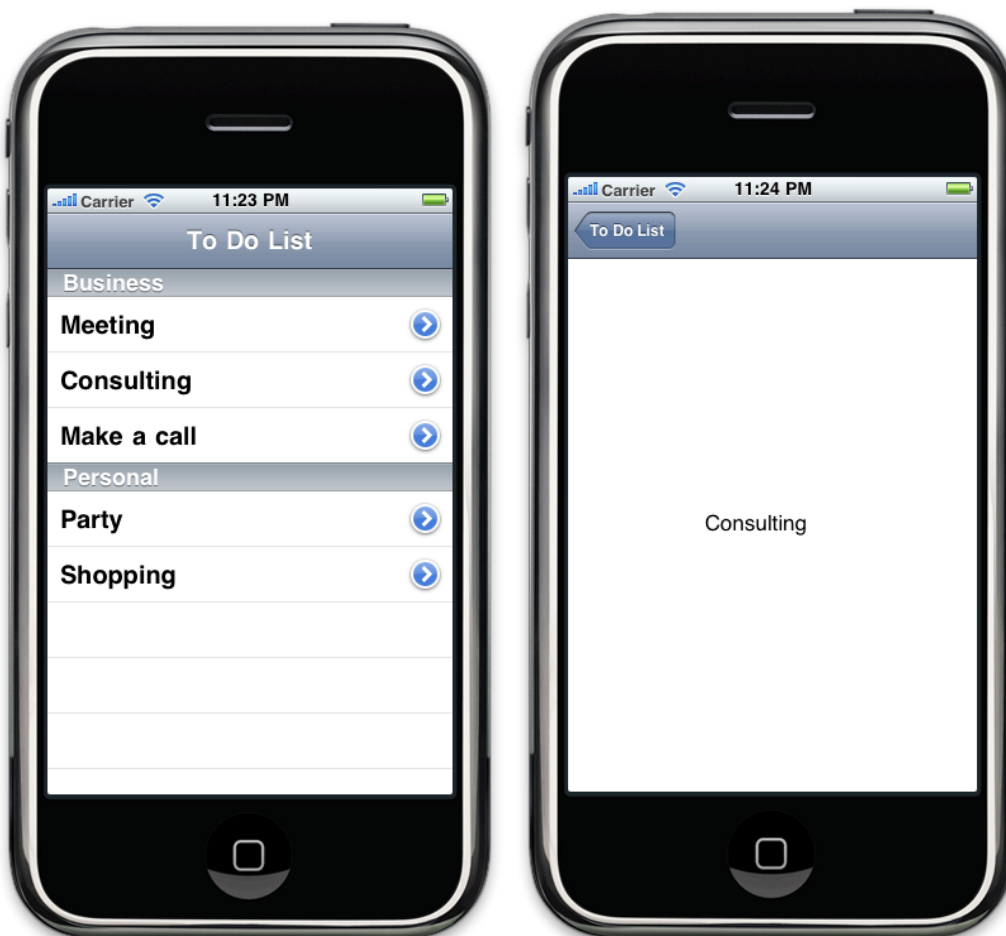 Carrier 11:23 PM
To Do List
Business
Meeting
Consulting
Make a call
Personal
Party
Shopping
Carrier 11:24 PM
To Do List
Consulting